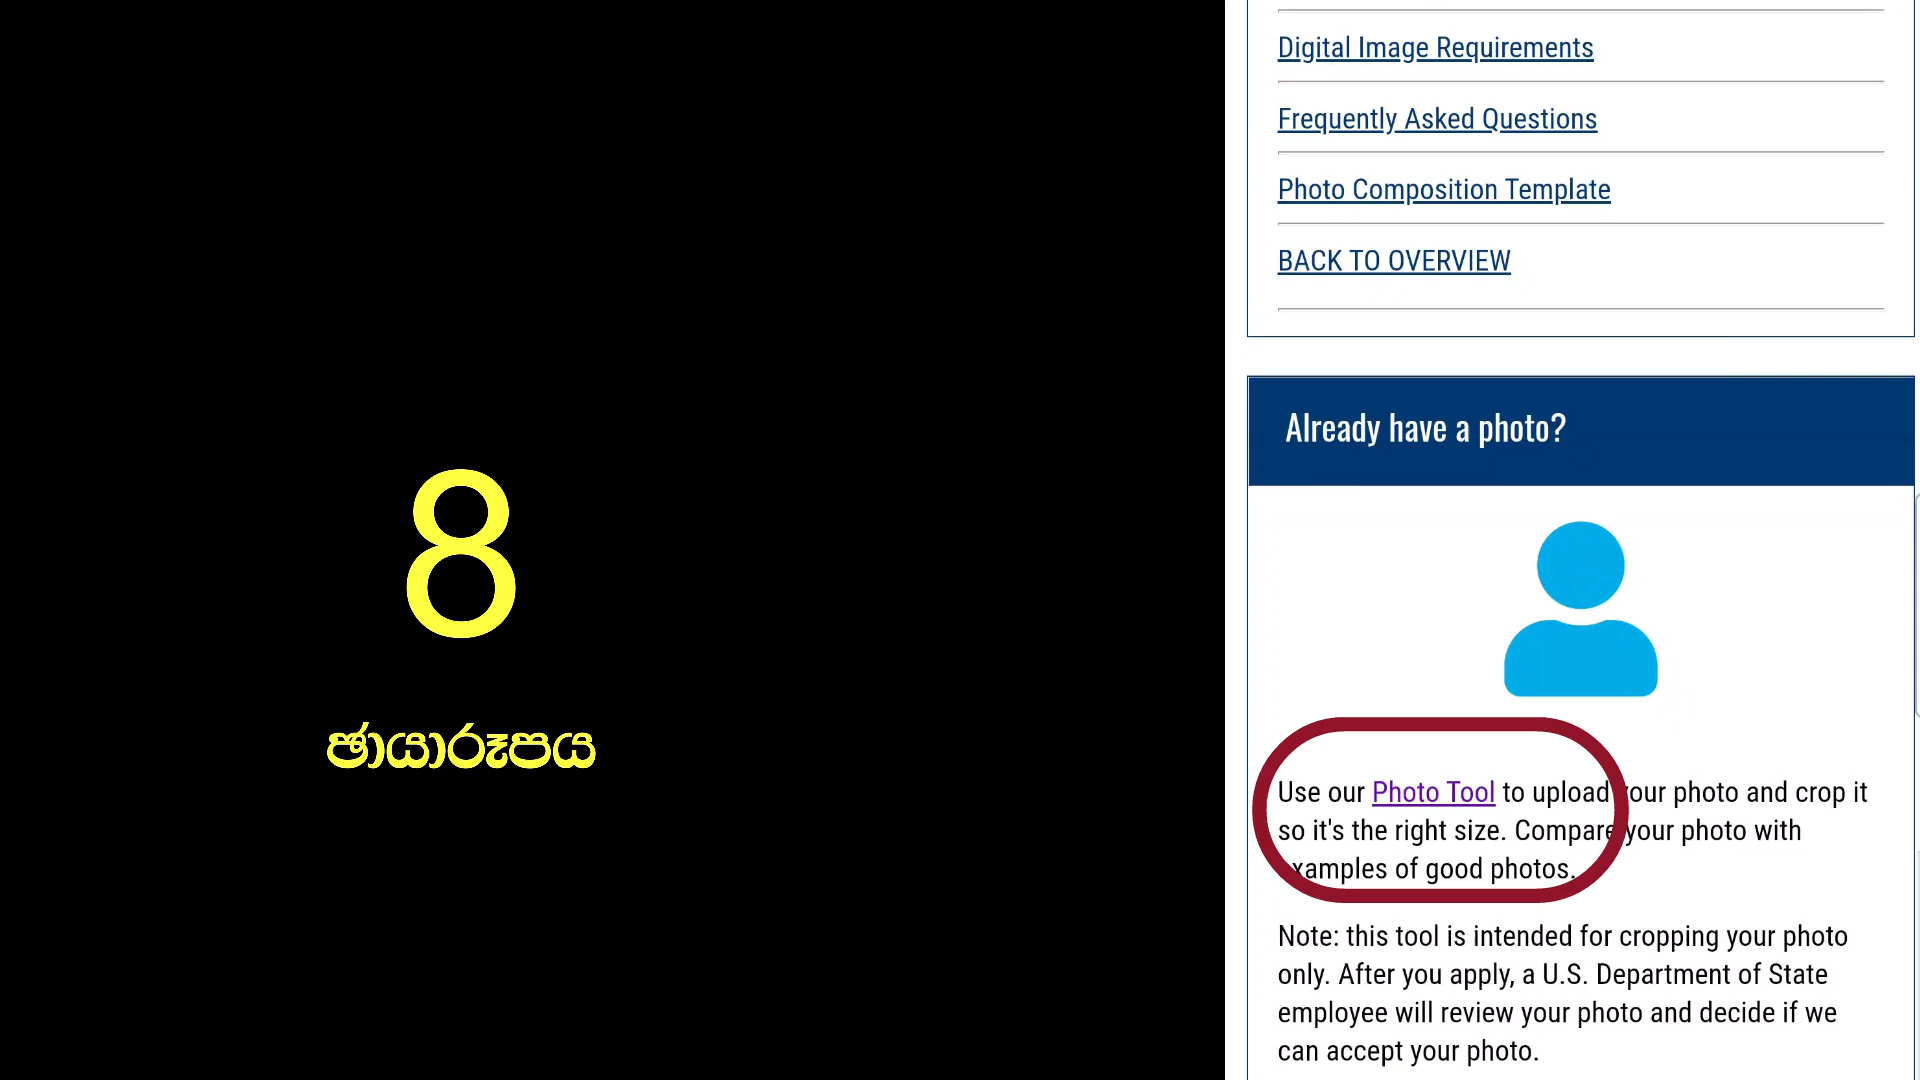 8
ඡායාරූපය
Digital Image Requirements
Frequently Asked Questions
Photo Composition Template
BACK TO OVERVIEW
Already have a photo?
Use our Photo Tool to upload your photo and crop it
so it's the right size. Compare your photo with
examples of good photos.
Note: this tool is intended for cropping your photo
only. After you apply, a U.S. Department of State
employee will review your photo and decide if we
can accept your photo.